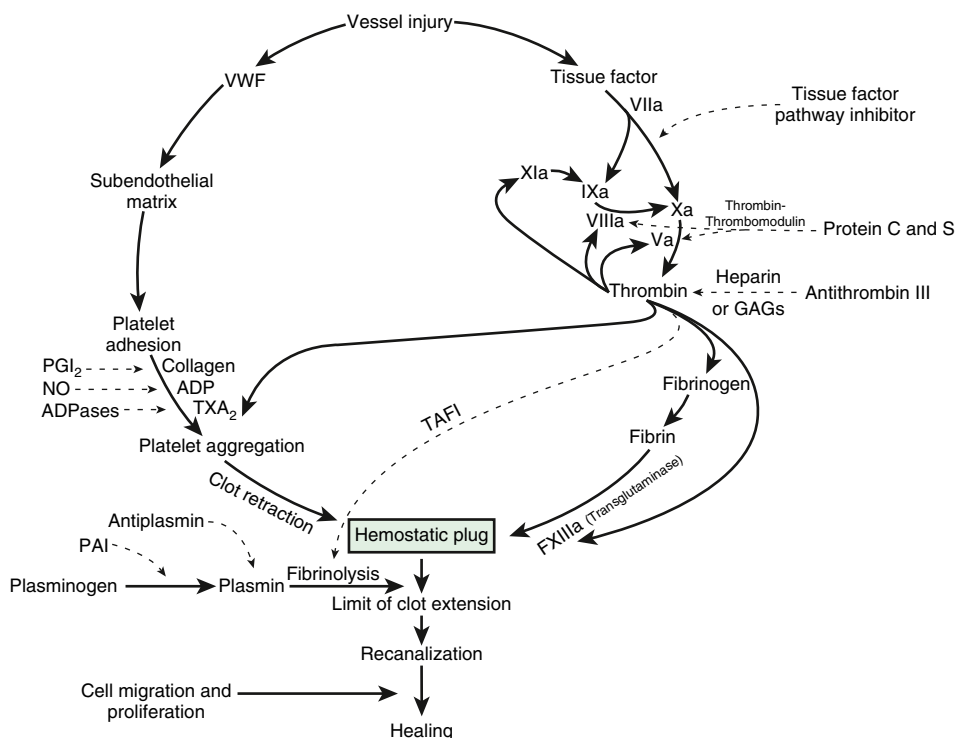 Vessel injury
VWF
Tissue factor
VIIa
Tissue factor
pathway inhibitor
XIa
IXa
Subendothelial
matrix
Xa
Thrombin-
Thrombomodulin
VIIIa
Va
Protein C and S
Thrombin
Heparin
or GAGs
Antithrombin III
Platelet
adhesion
PGI₂
Collagen
NO
ADP
ADPases
TXA₂
Fibrinogen
TAFI
Fibrin
Platelet aggregation
Clot retraction
FXIIIa (Transglutaminase)
Antiplasmin
Hemostatic plug
PAI
Plasminogen
Plasmin
Fibrinolysis
Limit of clot extension
Recanalization
Cell migration and
proliferation
Healing